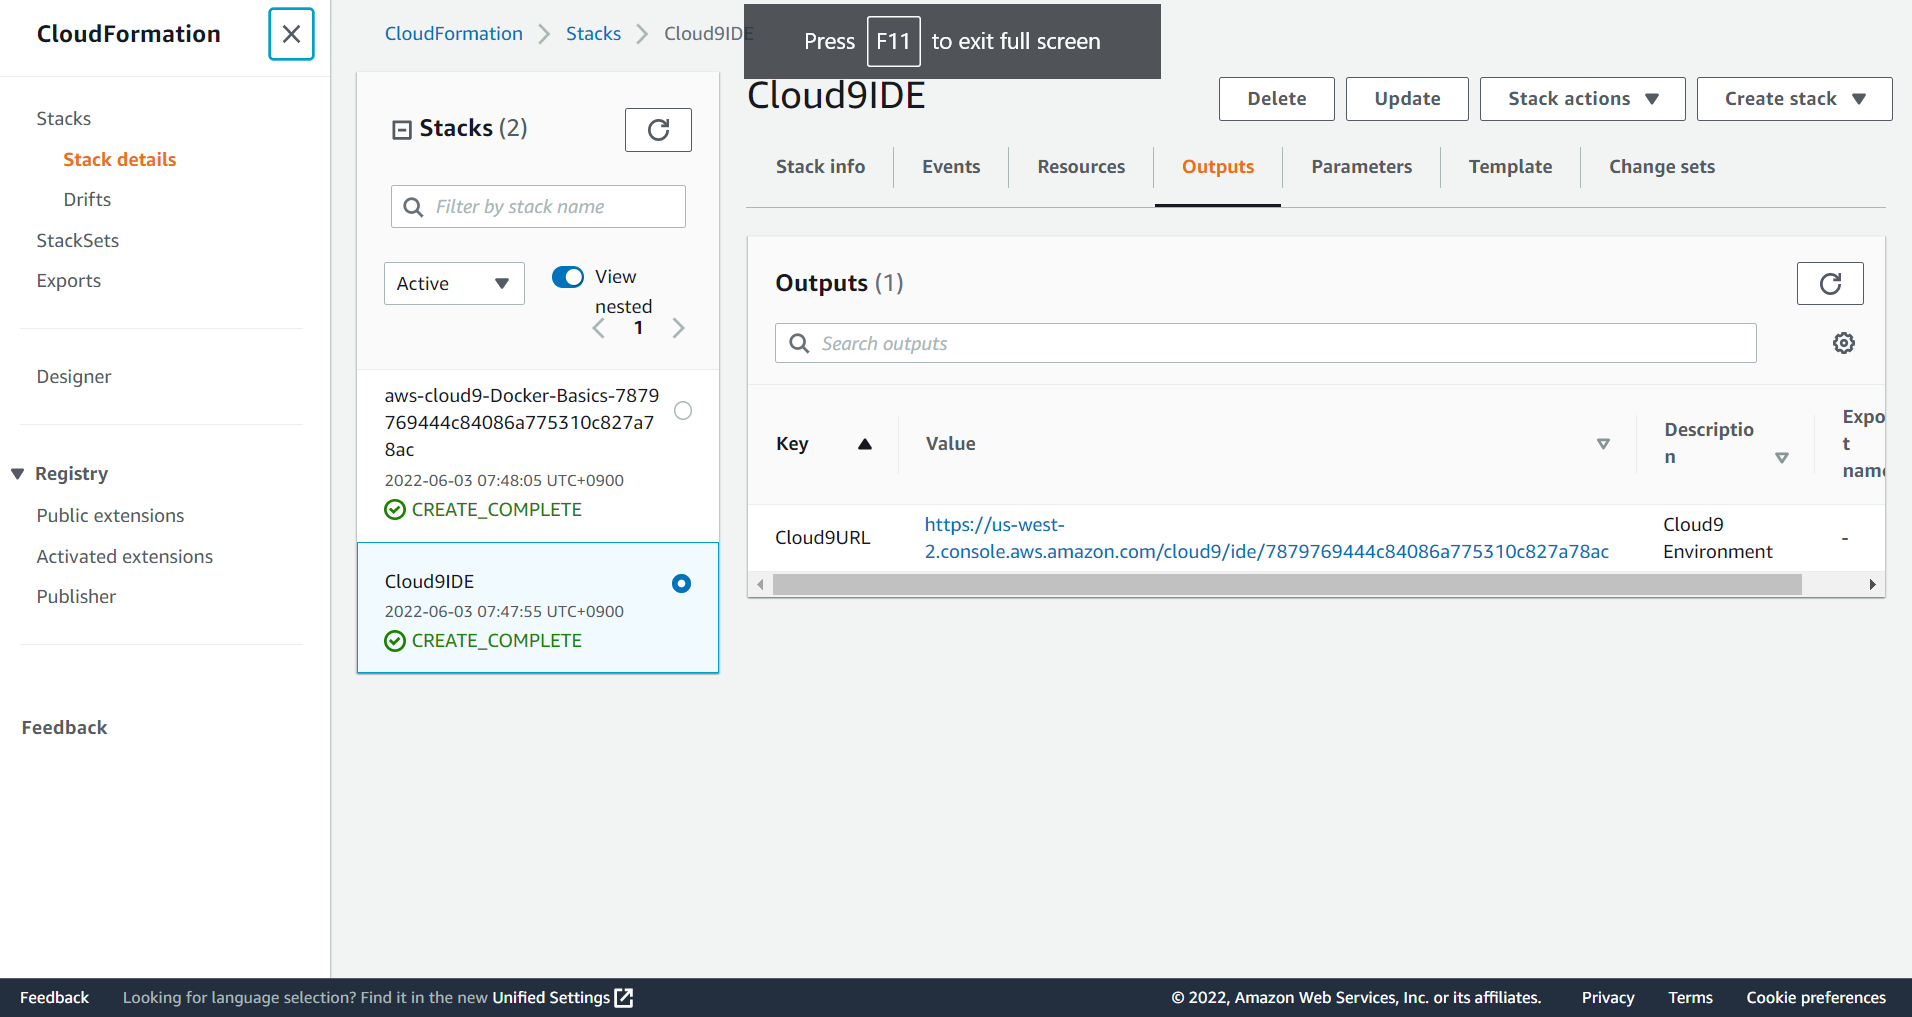 CloudFormation
Stacks
Stack details
Drifts
StackSets
Exports
Designer
Registry
Public extensions
Activated extensions
Publisher
Feedback
CloudFormation
Stacks
Cloud9IDE
Press F11 to exit full screen
Stacks (2)
Filter by stack name
Active
View
nested
1
aws-cloud9-Docker-Basics-7879
769444c84086a775310c827a7
8ac
2022-06-03 07:48:05 UTC+0900
CREATE_COMPLETE
Cloud9IDE
2022-06-03 07:47:55 UTC+0900
CREATE_COMPLETE
Cloud9IDE
Delete
Update
Stack actions
Create stack
Stack info
Events
Resources
Outputs
Parameters
Template
Change sets
Outputs (1)
Search outputs
Key
Value
Descriptio
n
Expo
t
name
Cloud9URL
https://us-west-
2.console.aws.amazon.com/cloud9/ide/7879769444c84086a775310c827a78ac
Cloud9
Environment
-
Feedback
Looking for language selection? Find it in the new Unified Settings
© 2022, Amazon Web Services, Inc. or its affiliates.
Privacy
Terms
Cookie preferences